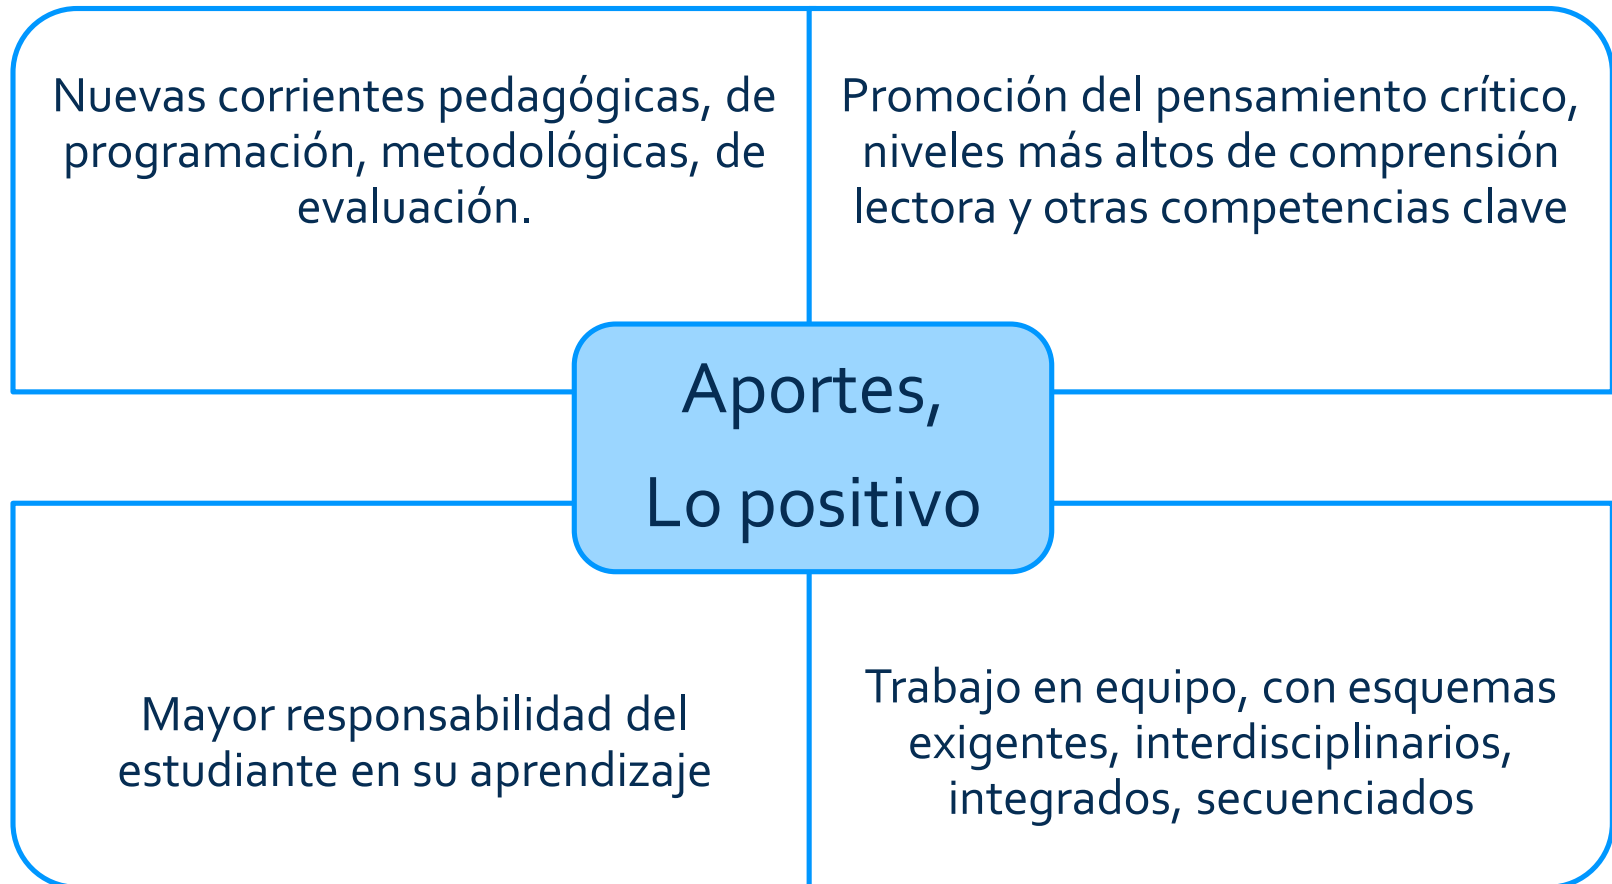 Nuevas corrientes pedagógicas, de
programación, metodológicas, de
evaluación.
Promoción del pensamiento crítico,
niveles más altos de comprensión
lectora y otras competencias clave
Aportes,
Lo positivo
Mayor responsabilidad del
estudiante en su aprendizaje
Trabajo en equipo, con esquemas
exigentes, interdisciplinarios,
integrados, secuenciados